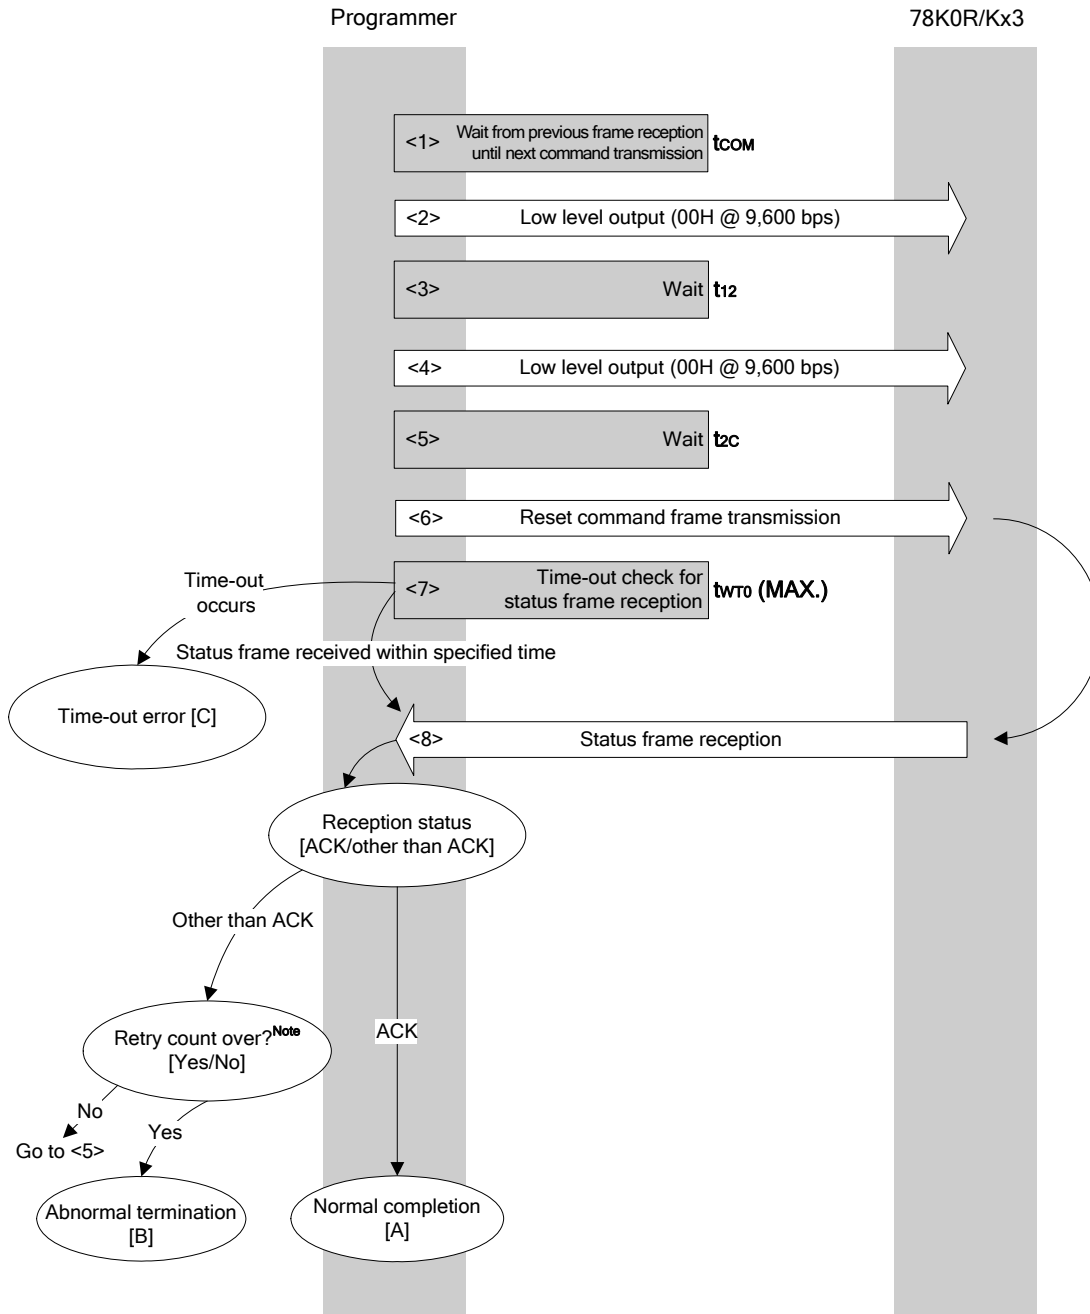 Programmer
78K0R/Kx3
<1> Wait from previous frame reception
until next command transmission
tCOM
<2> Low level output (00H @ 9,600 bps)
<3> Wait t12
<4> Low level output (00H @ 9,600 bps)
<5> Wait t2C
<6> Reset command frame transmission
<7> Time-out check for
status frame reception
tWT0 (MAX.)
Time-out
occurs
Status frame received within specified time
Time-out error [C]
<8> Status frame reception
Reception status
[ACK/other than ACK]
Other than ACK
Retry count over?Note
[Yes/No]
ACK
No
Go to <5>
Yes
Abnormal termination
[B]
Normal completion
[A]